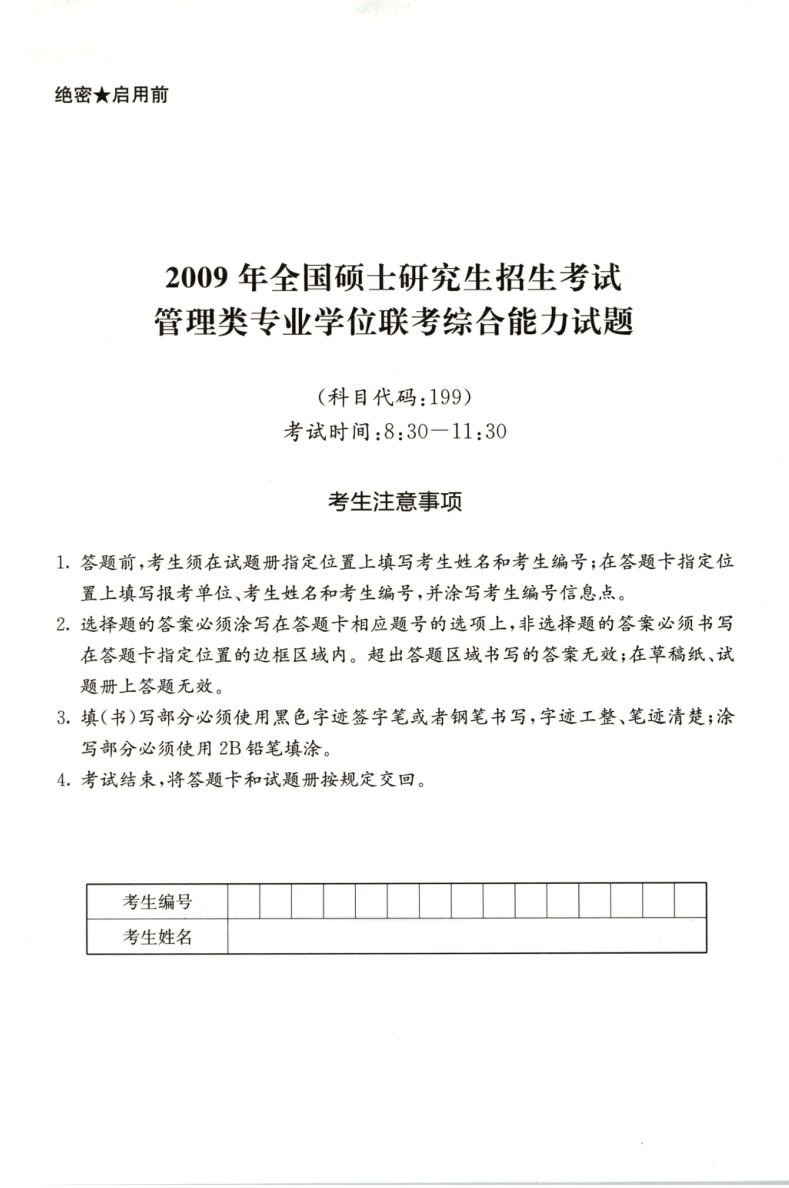 绝密★启用前
2009 年全国硕士研究生招生考试
管理类专业学位联考综合能力试题
(科目代码:199)
考试时间:8:30—11:30
考生注意事项
1. 答题前,考生须在试题册指定位置上填写考生姓名和考生编号;在答题卡指定位
置上填写报考单位、考生姓名和考生编号,并涂写考生编号信息点。
2. 选择题的答案必须涂写在答题卡相应题号的选项上,非选择题的答案必须书写
在答题卡指定位置的边框区域内。超出答题区域书写的答案无效;在草稿纸、试
题册上答题无效。
3. 填(书)写部分必须使用黑色字迹签字笔或者钢笔书写,字迹工整、笔迹清楚;涂
写部分必须使用 2B 铅笔填涂。
4. 考试结束,将答题卡和试题册按规定交回。
考生编号
考生姓名